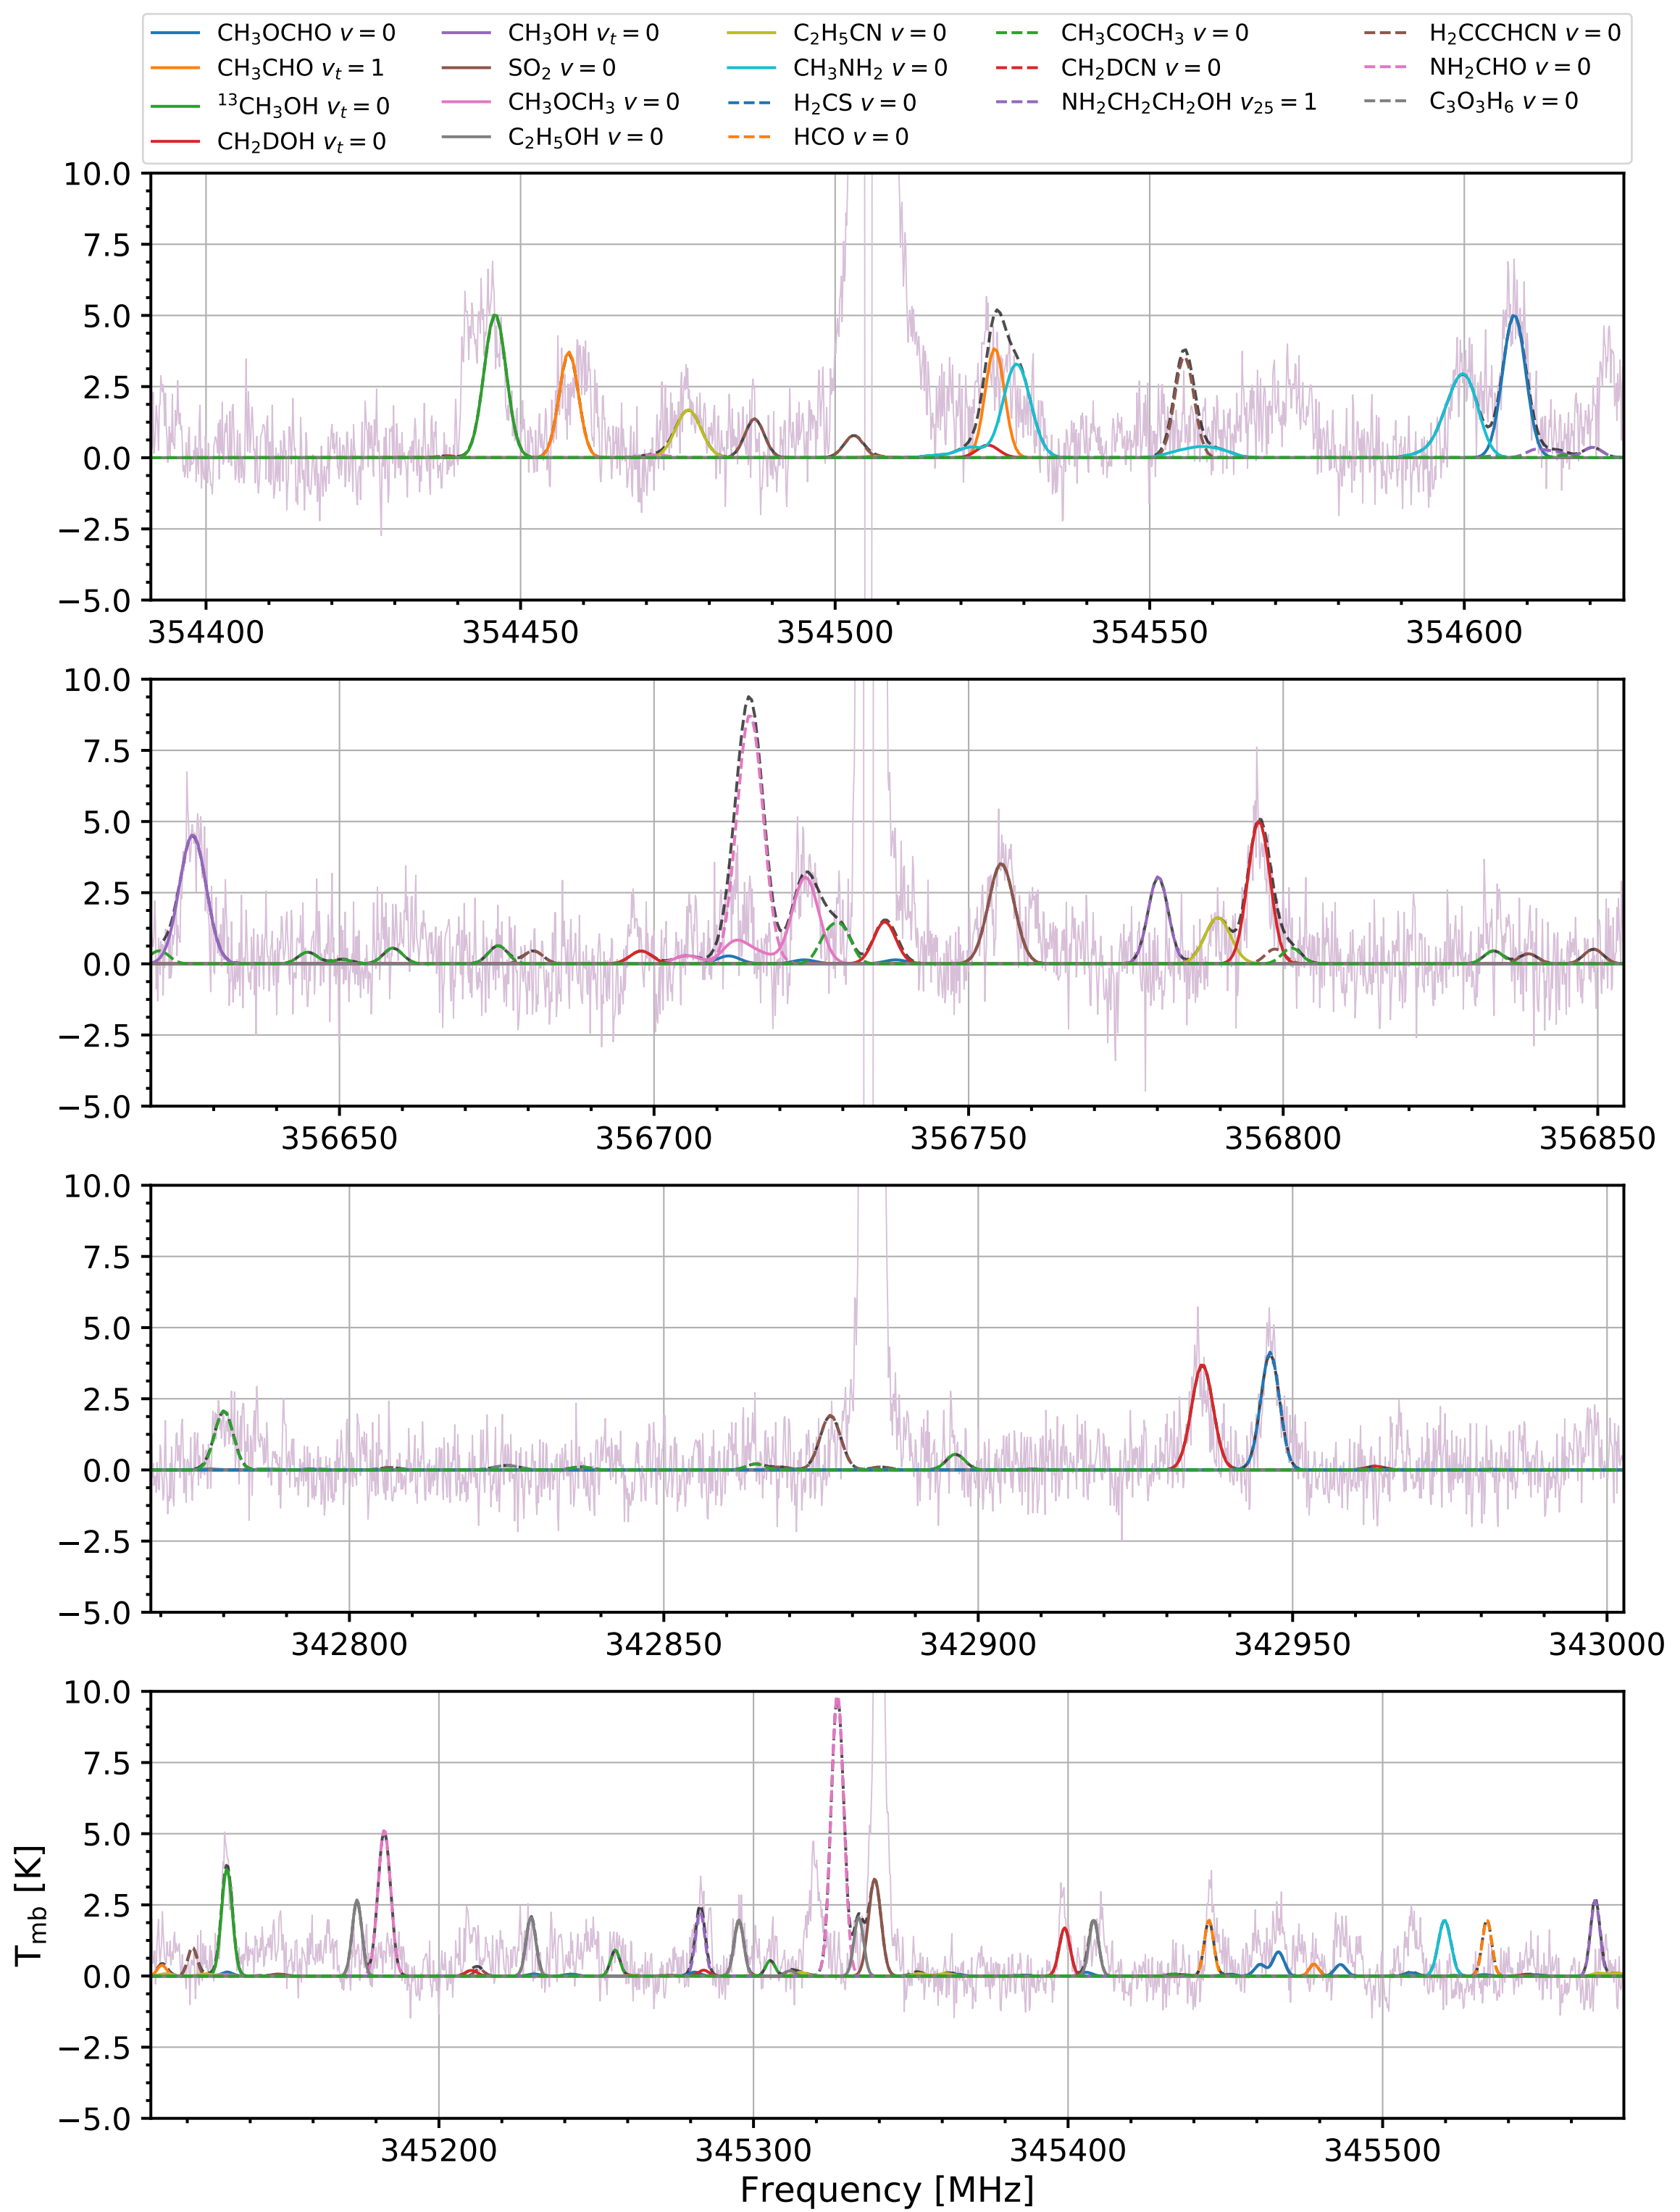 CH₃OCHO v = 0 CH₃OH vₜ = 0 C₂H₅CN v = 0 CH₃COCH₃ v = 0 H₂CCCHCN v = 0
CH₃CHO vₜ = 1 SO₂ v = 0 CH₃NH₂ v = 0 CH₂DCN v = 0 NH₂CHO v = 0
¹³CH₃OH vₜ = 0 CH₃OCH₃ v = 0 H₂CS v = 0 NH₂CH₂CH₂OH v₂₅ = 1 C₃O₃H₆ v = 0
CH₂DOH vₜ = 0 C₂H₅OH v = 0 HCO v = 0
10.0
7.5
5.0
2.5
0.0
−2.5
−5.0
354400 354450 354500 354550 354600
10.0
7.5
5.0
2.5
0.0
−2.5
−5.0
356650 356700 356750 356800 356850
10.0
7.5
5.0
2.5
0.0
−2.5
−5.0
342800 342850 342900 342950 343000
10.0
7.5
5.0
2.5
0.0
−2.5
−5.0
345200 345300 345400 345500
T_mb [K]
Frequency [MHz]